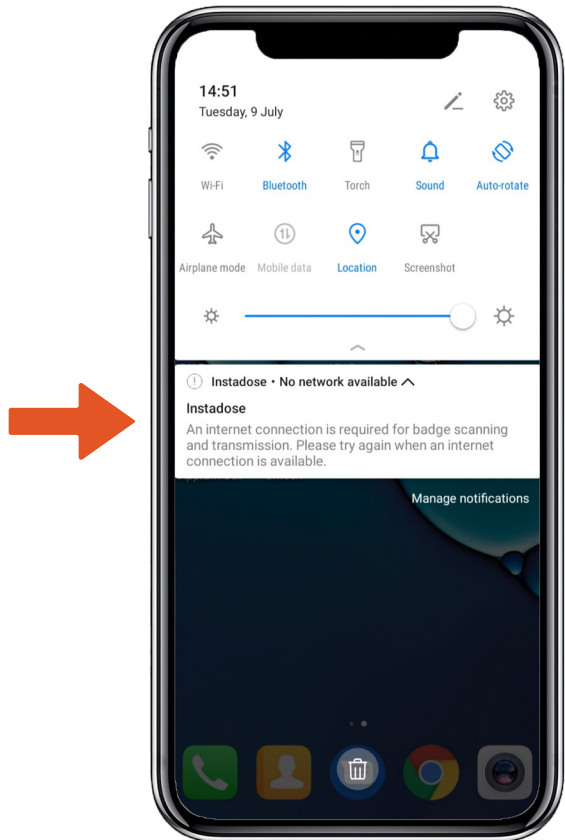 14:51
Tuesday, 9 July
Wi-Fi Bluetooth Torch Sound Auto-rotate
Airplane mode Mobile data Location Screenshot
Instadose • No network available
Instadose
An internet connection is required for badge scanning
and transmission. Please try again when an internet
connection is available.
Manage notifications